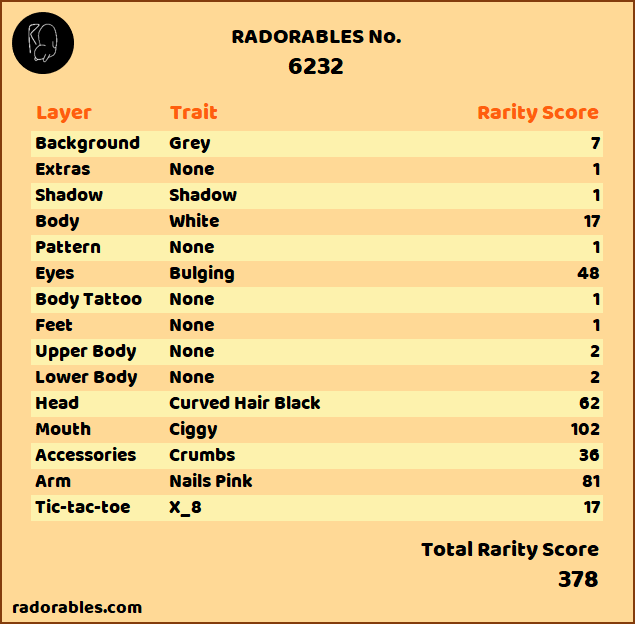 RADORABLES No.
6232
Layer Trait Rarity Score
Background Grey 7
Extras None 1
Shadow Shadow 1
Body White 17
Pattern None 1
Eyes Bulging 48
Body Tattoo None 1
Feet None 1
Upper Body None 2
Lower Body None 2
Head Curved Hair Black 62
Mouth Ciggy 102
Accessories Crumbs 36
Arm Nails Pink 81
Tic-tac-toe X_8 17
Total Rarity Score
378
radorables.com